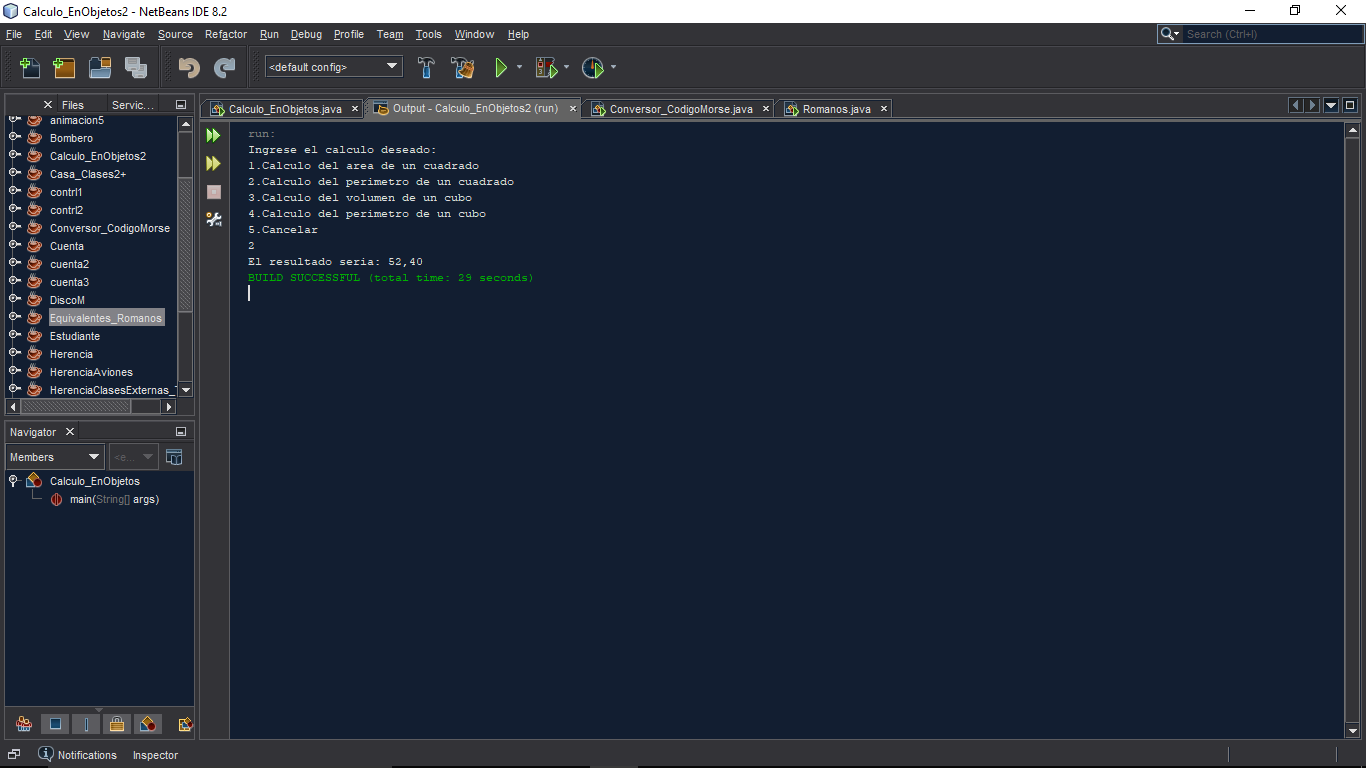 Calculo_EnObjetos2 - NetBeans IDE 8.2
File Edit View Navigate Source Refactor Run Debug Profile Team Tools Window Help
Search (Ctrl+I)
<default config>
Files Servic...
animacion5
Bombero
Calculo_EnObjetos2
Casa_Clases2+
contrl1
contrl2
Conversor_CodigoMorse
Cuenta
cuenta2
cuenta3
DiscoM
Equivalentes_Romanos
Estudiante
Herencia
HerenciaAviones
HerenciaClasesExternas_
Navigator
Members <e...
Calculo_EnObjetos
main(String[] args)
Calculo_EnObjetos.java Output - Calculo_EnObjetos2 (run) Conversor_CodigoMorse.java Romanos.java
run:
Ingrese el calculo deseado:
1.Calculo del area de un cuadrado
2.Calculo del perimetro de un cuadrado
3.Calculo del volumen de un cubo
4.Calculo del perimetro de un cubo
5.Cancelar
2
El resultado seria: 52,40
BUILD SUCCESSFUL (total time: 29 seconds)
Notifications Inspector